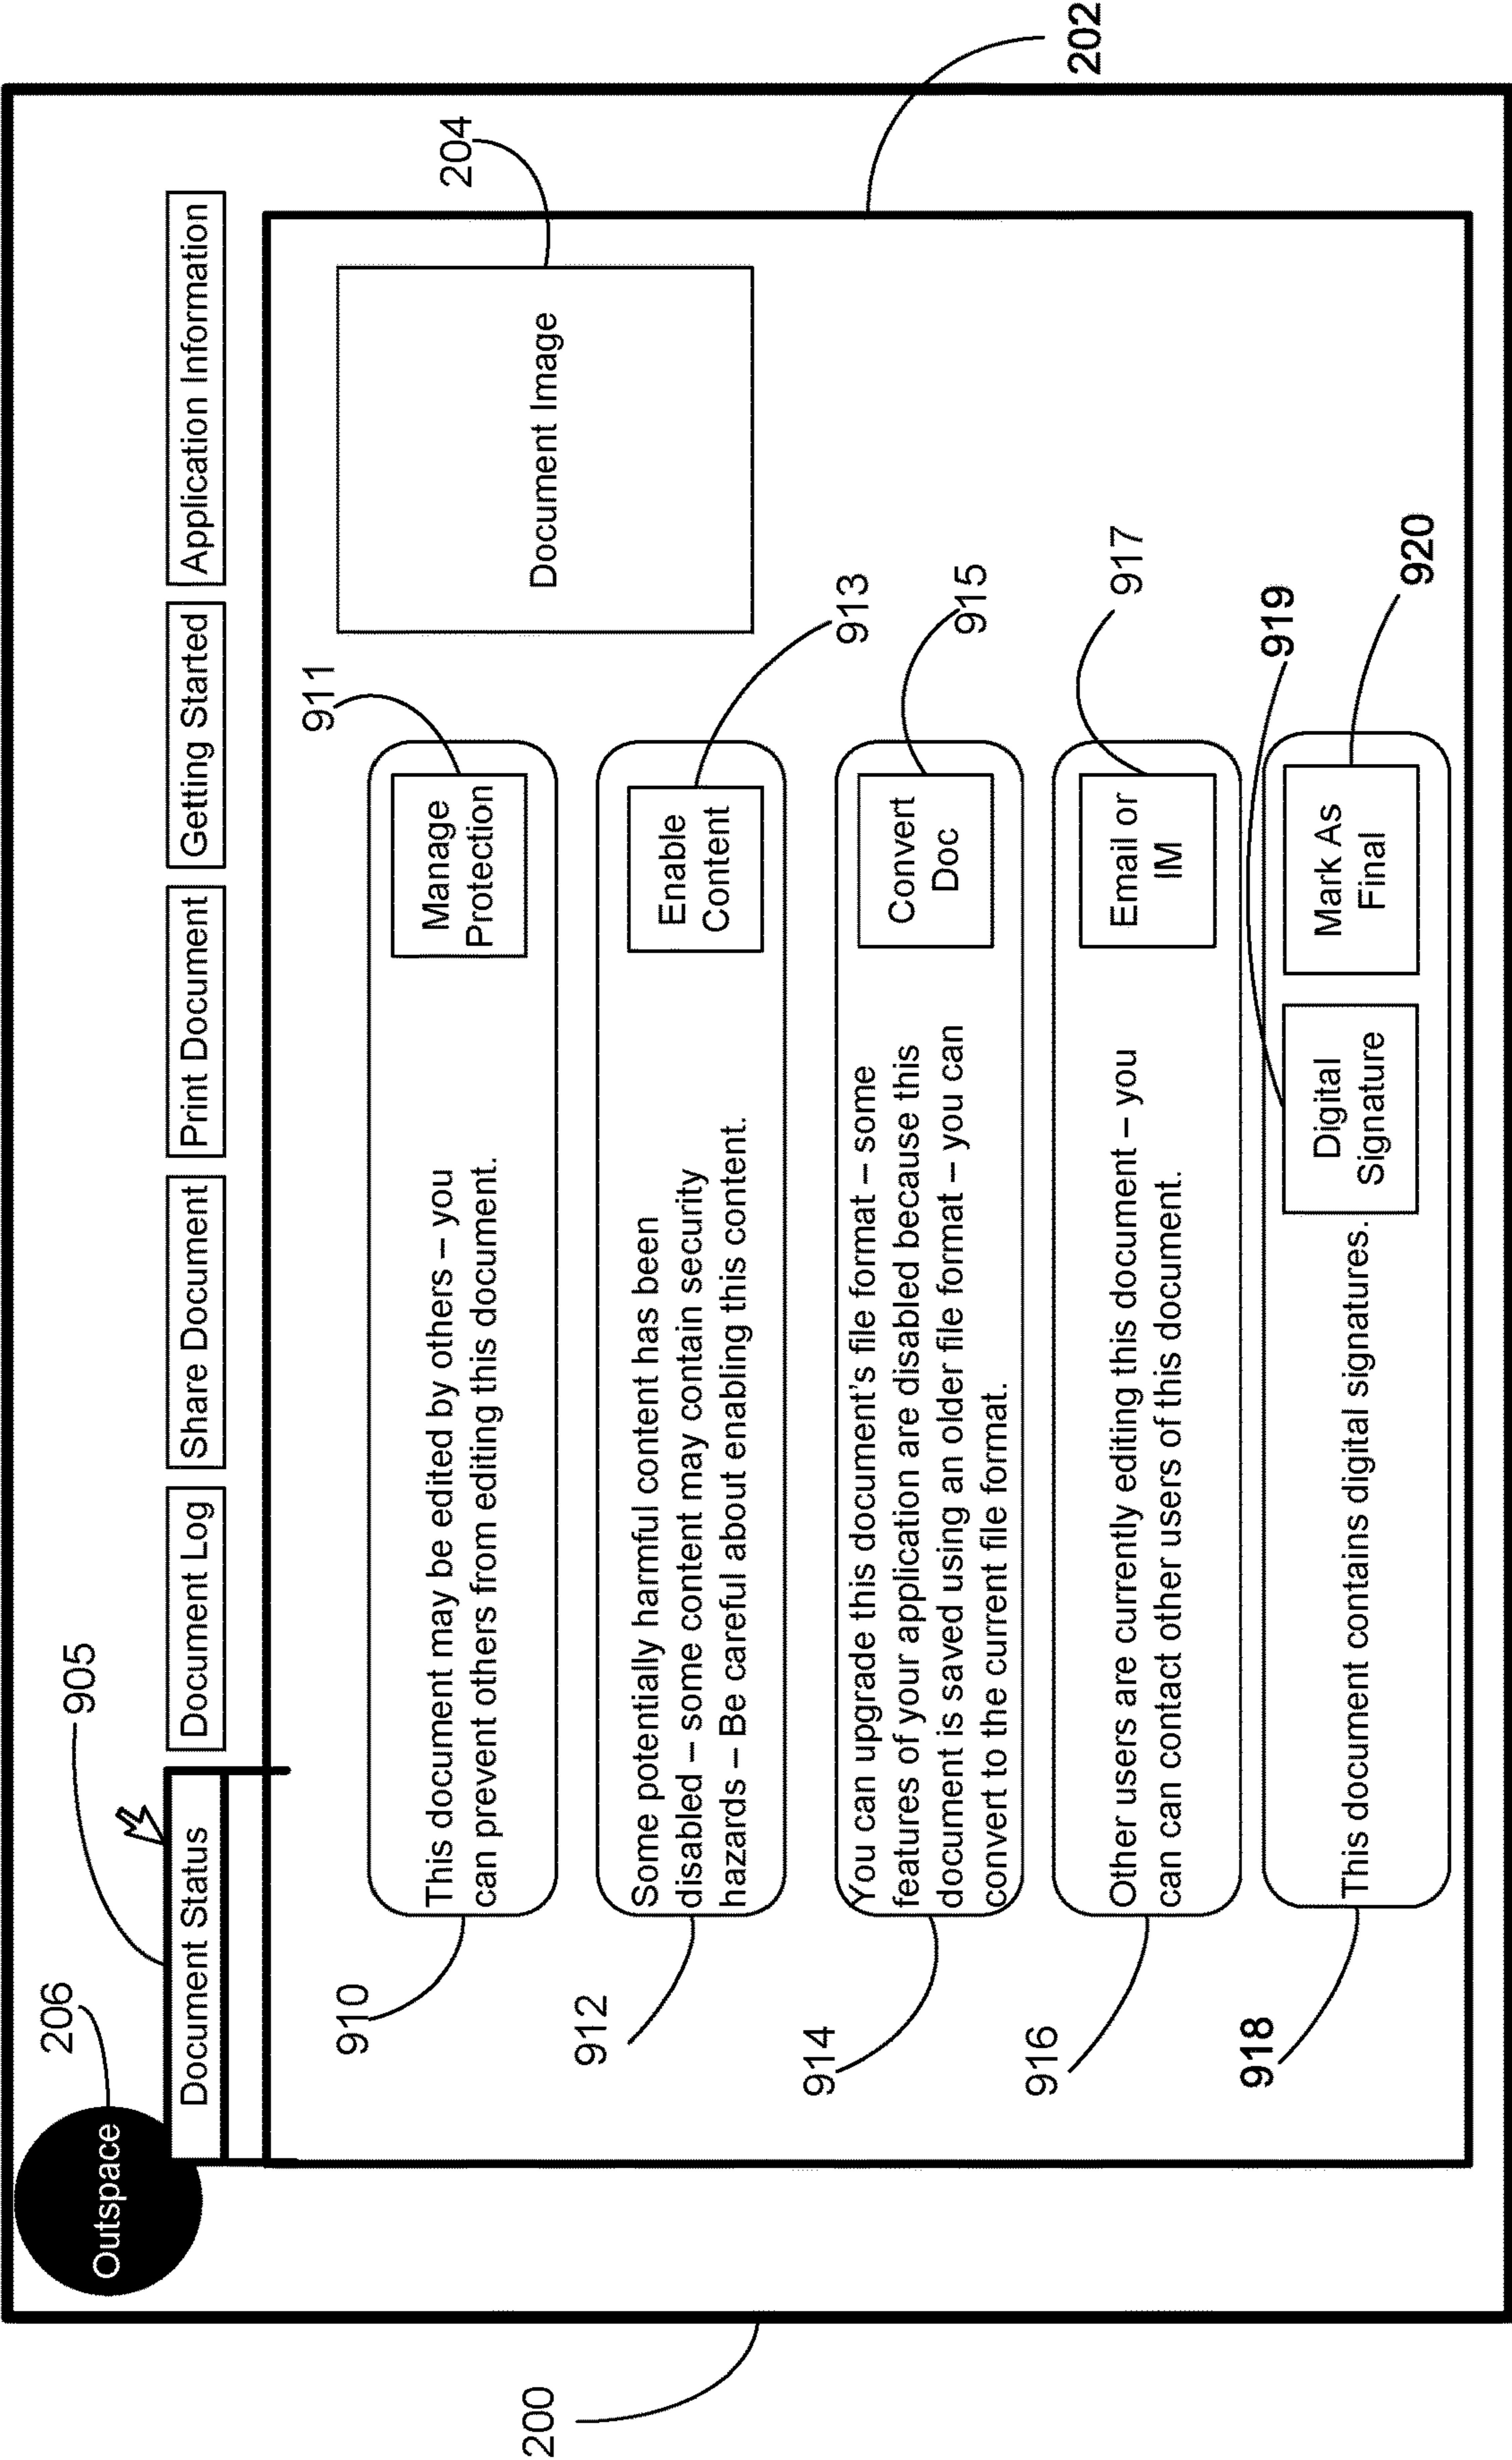 206
905
Outspace
Document Status
Document Log
Share Document
Print Document
Getting Started
Application Information
204
910
This document may be edited by others – you
can prevent others from editing this document.
Manage
Protection
911
Document Image
912
Some potentially harmful content has been
disabled – some content may contain security
hazards – Be careful about enabling this content.
Enable
Content
913
200
914
You can upgrade this document's file format – some
features of your application are disabled because this
document is saved using an older file format – you can
convert to the current file format.
Convert
Doc
915
916
Other users are currently editing this document – you
can can contact other users of this document.
Email or
IM
917
202
918
This document contains digital signatures.
Digital
Signature
Mark As
Final
919
920